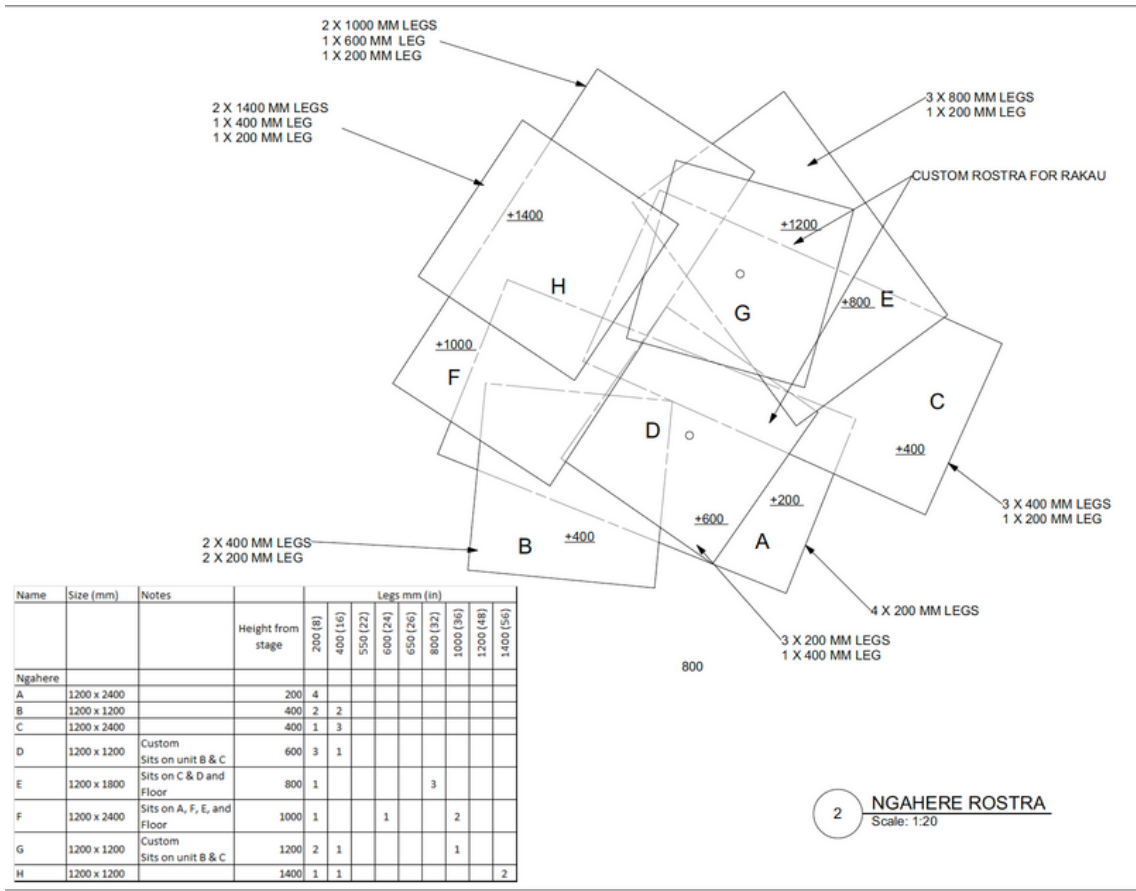 2 X 1000 MM LEGS
1 X 600 MM  LEG
1 X 200 MM LEG
2 X 1400 MM LEGS
1 X 400 MM LEG
1 X 200 MM LEG
3 X 800 MM LEGS
1 X 200 MM LEG
CUSTOM ROSTRA FOR RAKAU
+1400
+1200
H
E
+800
G
+1000
F
C
D
+400
+200
+600
A
B
+400
3 X 400 MM LEGS
1 X 200 MM LEG
2 X 400 MM LEGS
2 X 200 MM LEG
4 X 200 MM LEGS
3 X 200 MM LEGS
1 X 400 MM LEG
800
Name Size (mm) Notes Legs mm (in)
Height from stage 200 (8) 400 (16) 550 (22) 600 (24) 650 (26) 800 (32) 1000 (36) 1200 (48) 1400 (56)
Ngahere
A 1200 x 2400 200 4
B 1200 x 1200 400 2 2
C 1200 x 2400 400 1 3
D 1200 x 1200 Custom Sits on unit B & C 600 3 1
E 1200 x 1800 Sits on C & D and Floor 800 1 3
F 1200 x 2400 Sits on A, F, E, and Floor 1000 1 1 2
G 1200 x 1200 Custom Sits on unit B & C 1200 2 1 1
H 1200 x 1200 1400 1 1 2
2
NGAHERE ROSTRA
Scale: 1:20